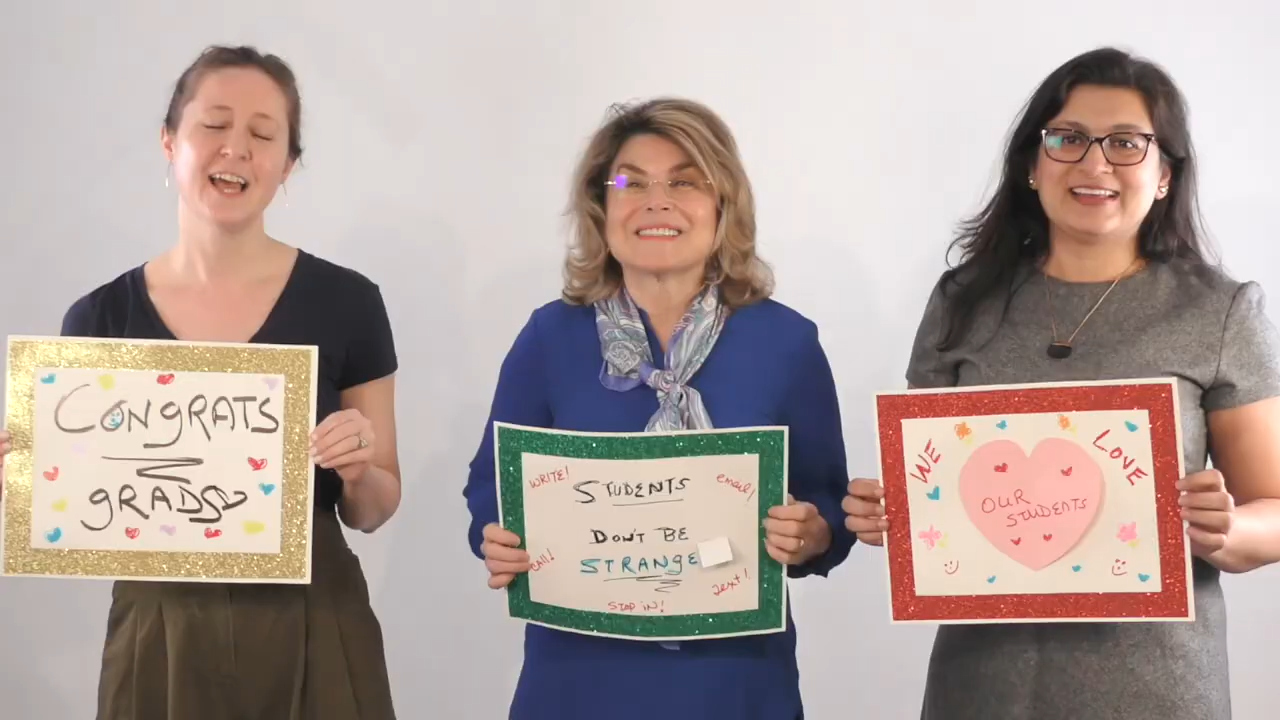 CONGRATS
GRADS
WRITE!
email!
STUDENTS
DON'T BE
STRANGE
CALL!
Text!
STOP IN!
WE
LOVE
OUR
STUDENTS